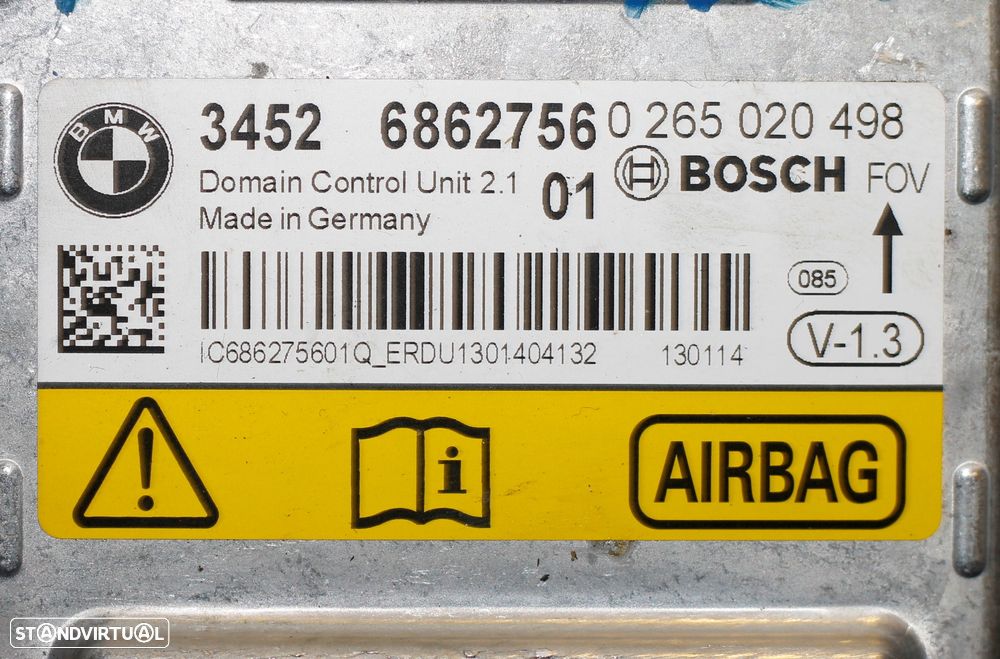 BMW
3452 6862756 0 265 020 498
Domain Control Unit 2.1 01 BOSCH FOV
Made in Germany
085
IC686275601Q_ERDU1301404132 130114
V-1.3
i
AIRBAG
STANDVIRTUAL